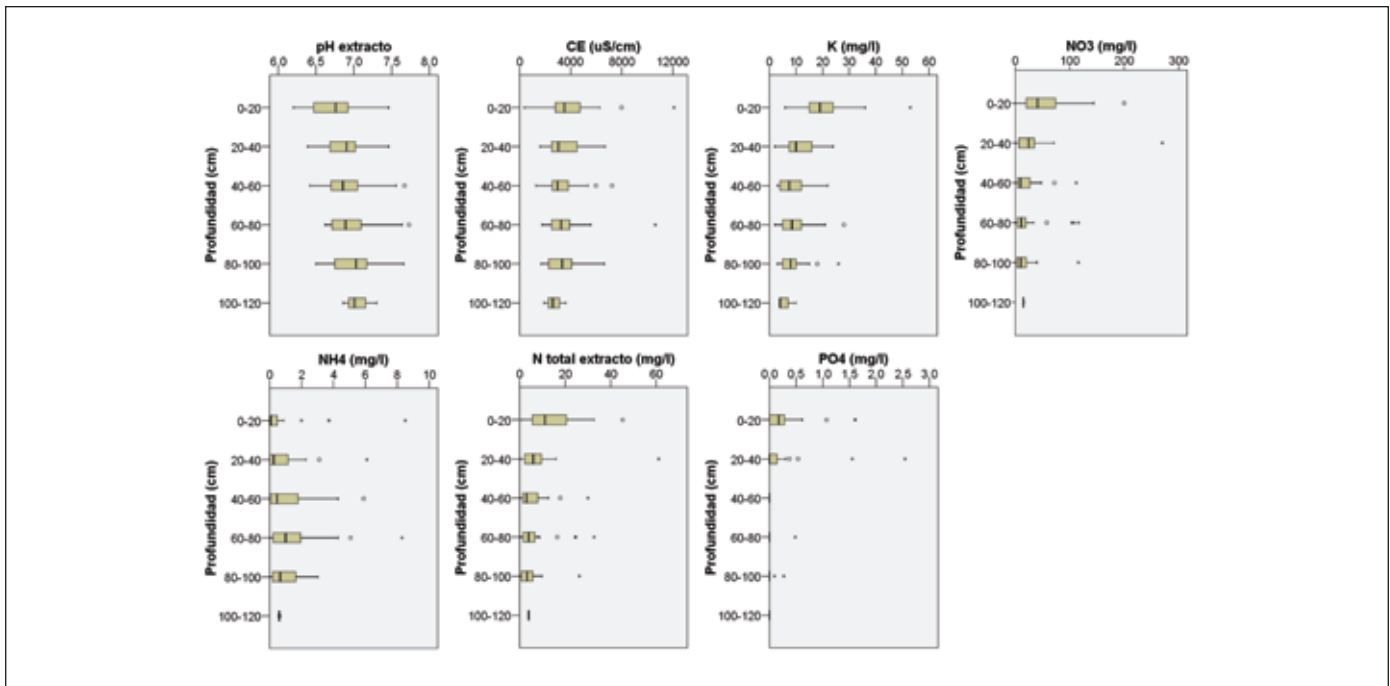 pH extracto
6,0 6,5 7,0 7,5 8,0
Profundidad (cm)
0-20
20-40
40-60
60-80
80-100
100-120
CE (uS/cm)
0 4000 8000 12000
Profundidad (cm)
0-20
20-40
40-60
60-80
80-100
100-120
K (mg/l)
0 10 20 30 40 50 60
Profundidad (cm)
0-20
20-40
40-60
60-80
80-100
100-120
NO3 (mg/l)
0 100 200 300
Profundidad (cm)
0-20
20-40
40-60
60-80
80-100
100-120
NH4 (mg/l)
0 2 4 6 8 10
Profundidad (cm)
0-20
20-40
40-60
60-80
80-100
100-120
N total extracto (mg/l)
0 20 40 60
Profundidad (cm)
0-20
20-40
40-60
60-80
80-100
100-120
PO4 (mg/l)
0,0 0,5 1,0 1,5 2,0 2,5 3,0
Profundidad (cm)
0-20
20-40
40-60
60-80
80-100
100-120